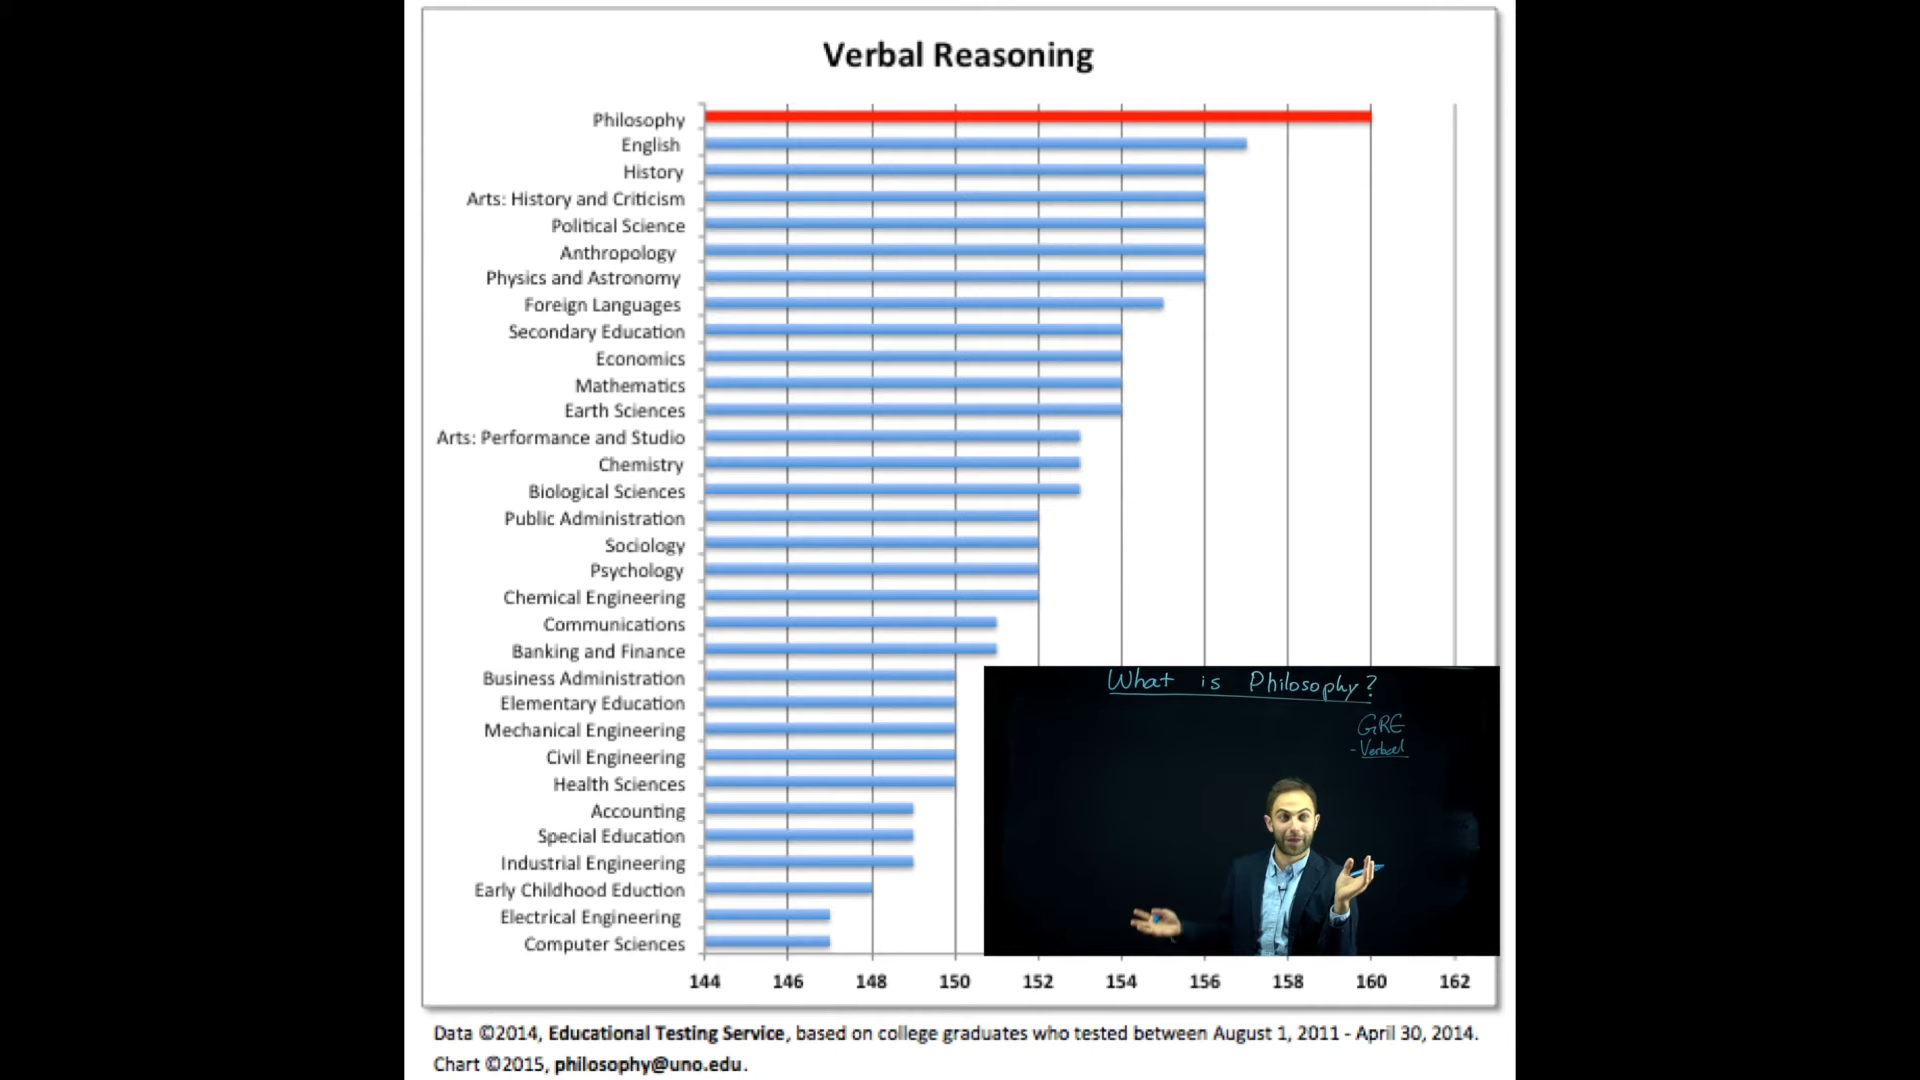 Verbal Reasoning
Philosophy
English
History
Arts: History and Criticism
Political Science
Anthropology
Physics and Astronomy
Foreign Languages
Secondary Education
Economics
Mathematics
Earth Sciences
Arts: Performance and Studio
Chemistry
Biological Sciences
Public Administration
Sociology
Psychology
Chemical Engineering
Communications
Banking and Finance
Business Administration
Elementary Education
Mechanical Engineering
Civil Engineering
Health Sciences
Accounting
Special Education
Industrial Engineering
Early Childhood Eduction
Electrical Engineering
Computer Sciences
What is Philosophy?
GRE
- Verbal
144 146 148 150 152 154 156 158 160 162
Data ©2014, Educational Testing Service, based on college graduates who tested between August 1, 2011 - April 30, 2014.
Chart ©2015, philosophy@uno.edu.